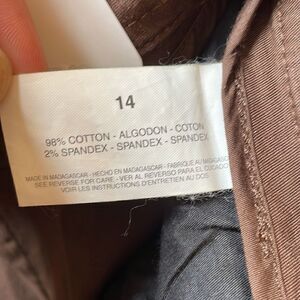 14
98% COTTON - ALGODON - COTON
2% SPANDEX - SPANDEX - SPANDEX
MADE IN MADAGASCAR - HECHO EN MADAGASCAR - FABRIQUE AU MADAGASC
SEE REVERSE FOR CARE - VER AL REVERSO PARA EL CUIDADO
VOIR LES INSTRUCTIONS D'ENTRETIEN AU DOS